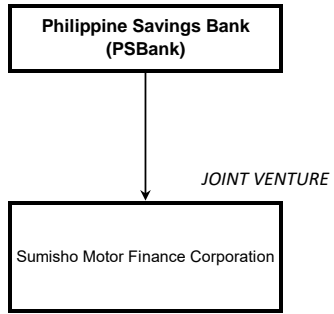 Philippine Savings Bank
(PSBank)
JOINT VENTURE
Sumisho Motor Finance Corporation